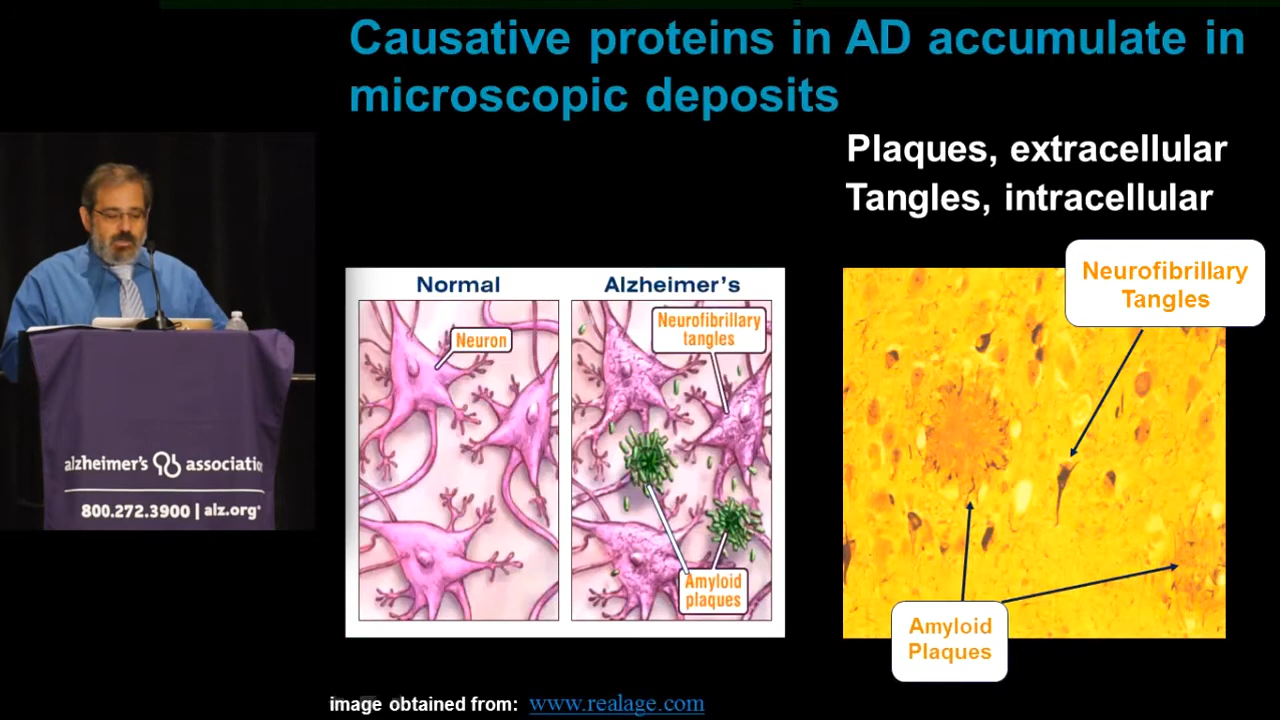 Causative proteins in AD accumulate in
microscopic deposits
Plaques, extracellular
Tangles, intracellular
Normal
Alzheimer's
Neuron
Neurofibrillary
tangles
Amyloid
plaques
Neurofibrillary
Tangles
Amyloid
Plaques
alzheimer's associatio
800.272.3900 | alz.org®
image obtained from: www.realage.com